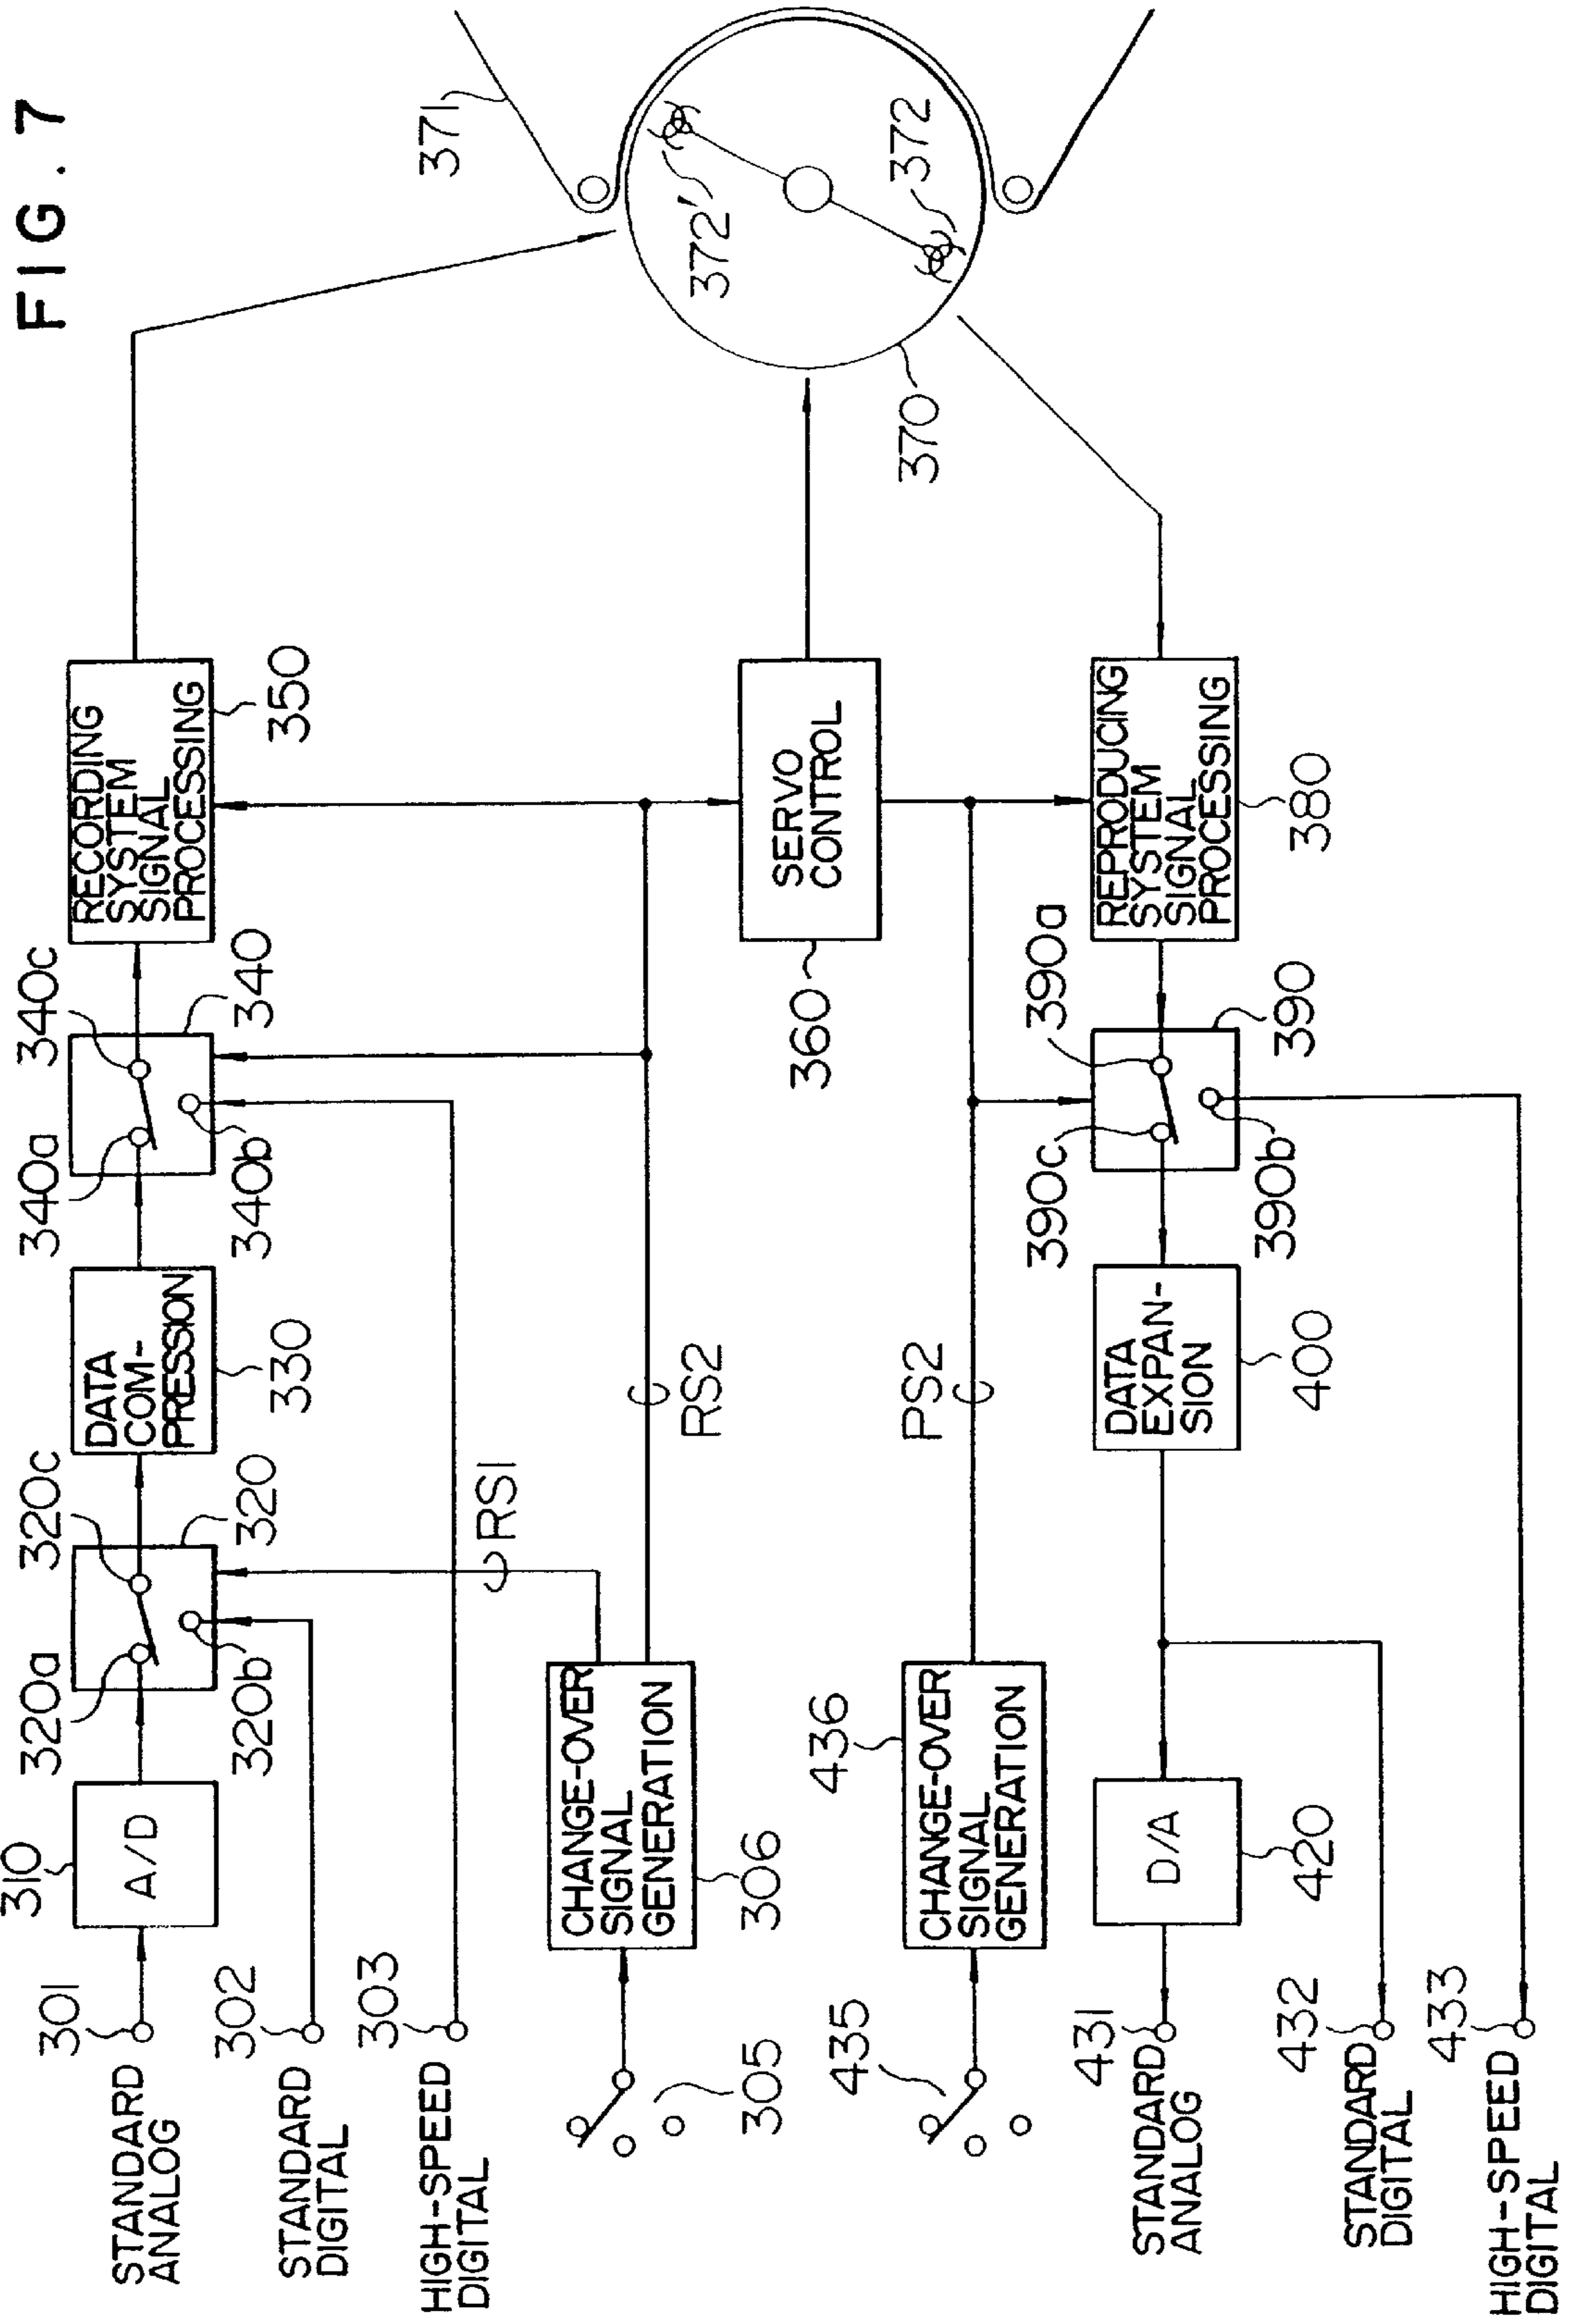 FIG. 7
301
STANDARD
ANALOG
310
A/D
320a
320c
320b
320
DATA
COM-
PRESSION
330
340a
340c
340b
340
RECORDING
SYSTEM
SIGNAL
PROCESSING
350
371
372'
372
370
302
STANDARD
DIGITAL
303
HIGH-SPEED
DIGITAL
RS1
RS2
305
CHANGE-OVER
SIGNAL
GENERATION
306
SERVO
CONTROL
360
435
436
CHANGE-OVER
SIGNAL
GENERATION
PS2
431
STANDARD
ANALOG
D/A
420
DATA
EXPAN-
SION
400
390c
390a
390b
390
REPRODUCING
SYSTEM
SIGNAL
PROCESSING
380
432
STANDARD
DIGITAL
433
HIGH-SPEED
DIGITAL